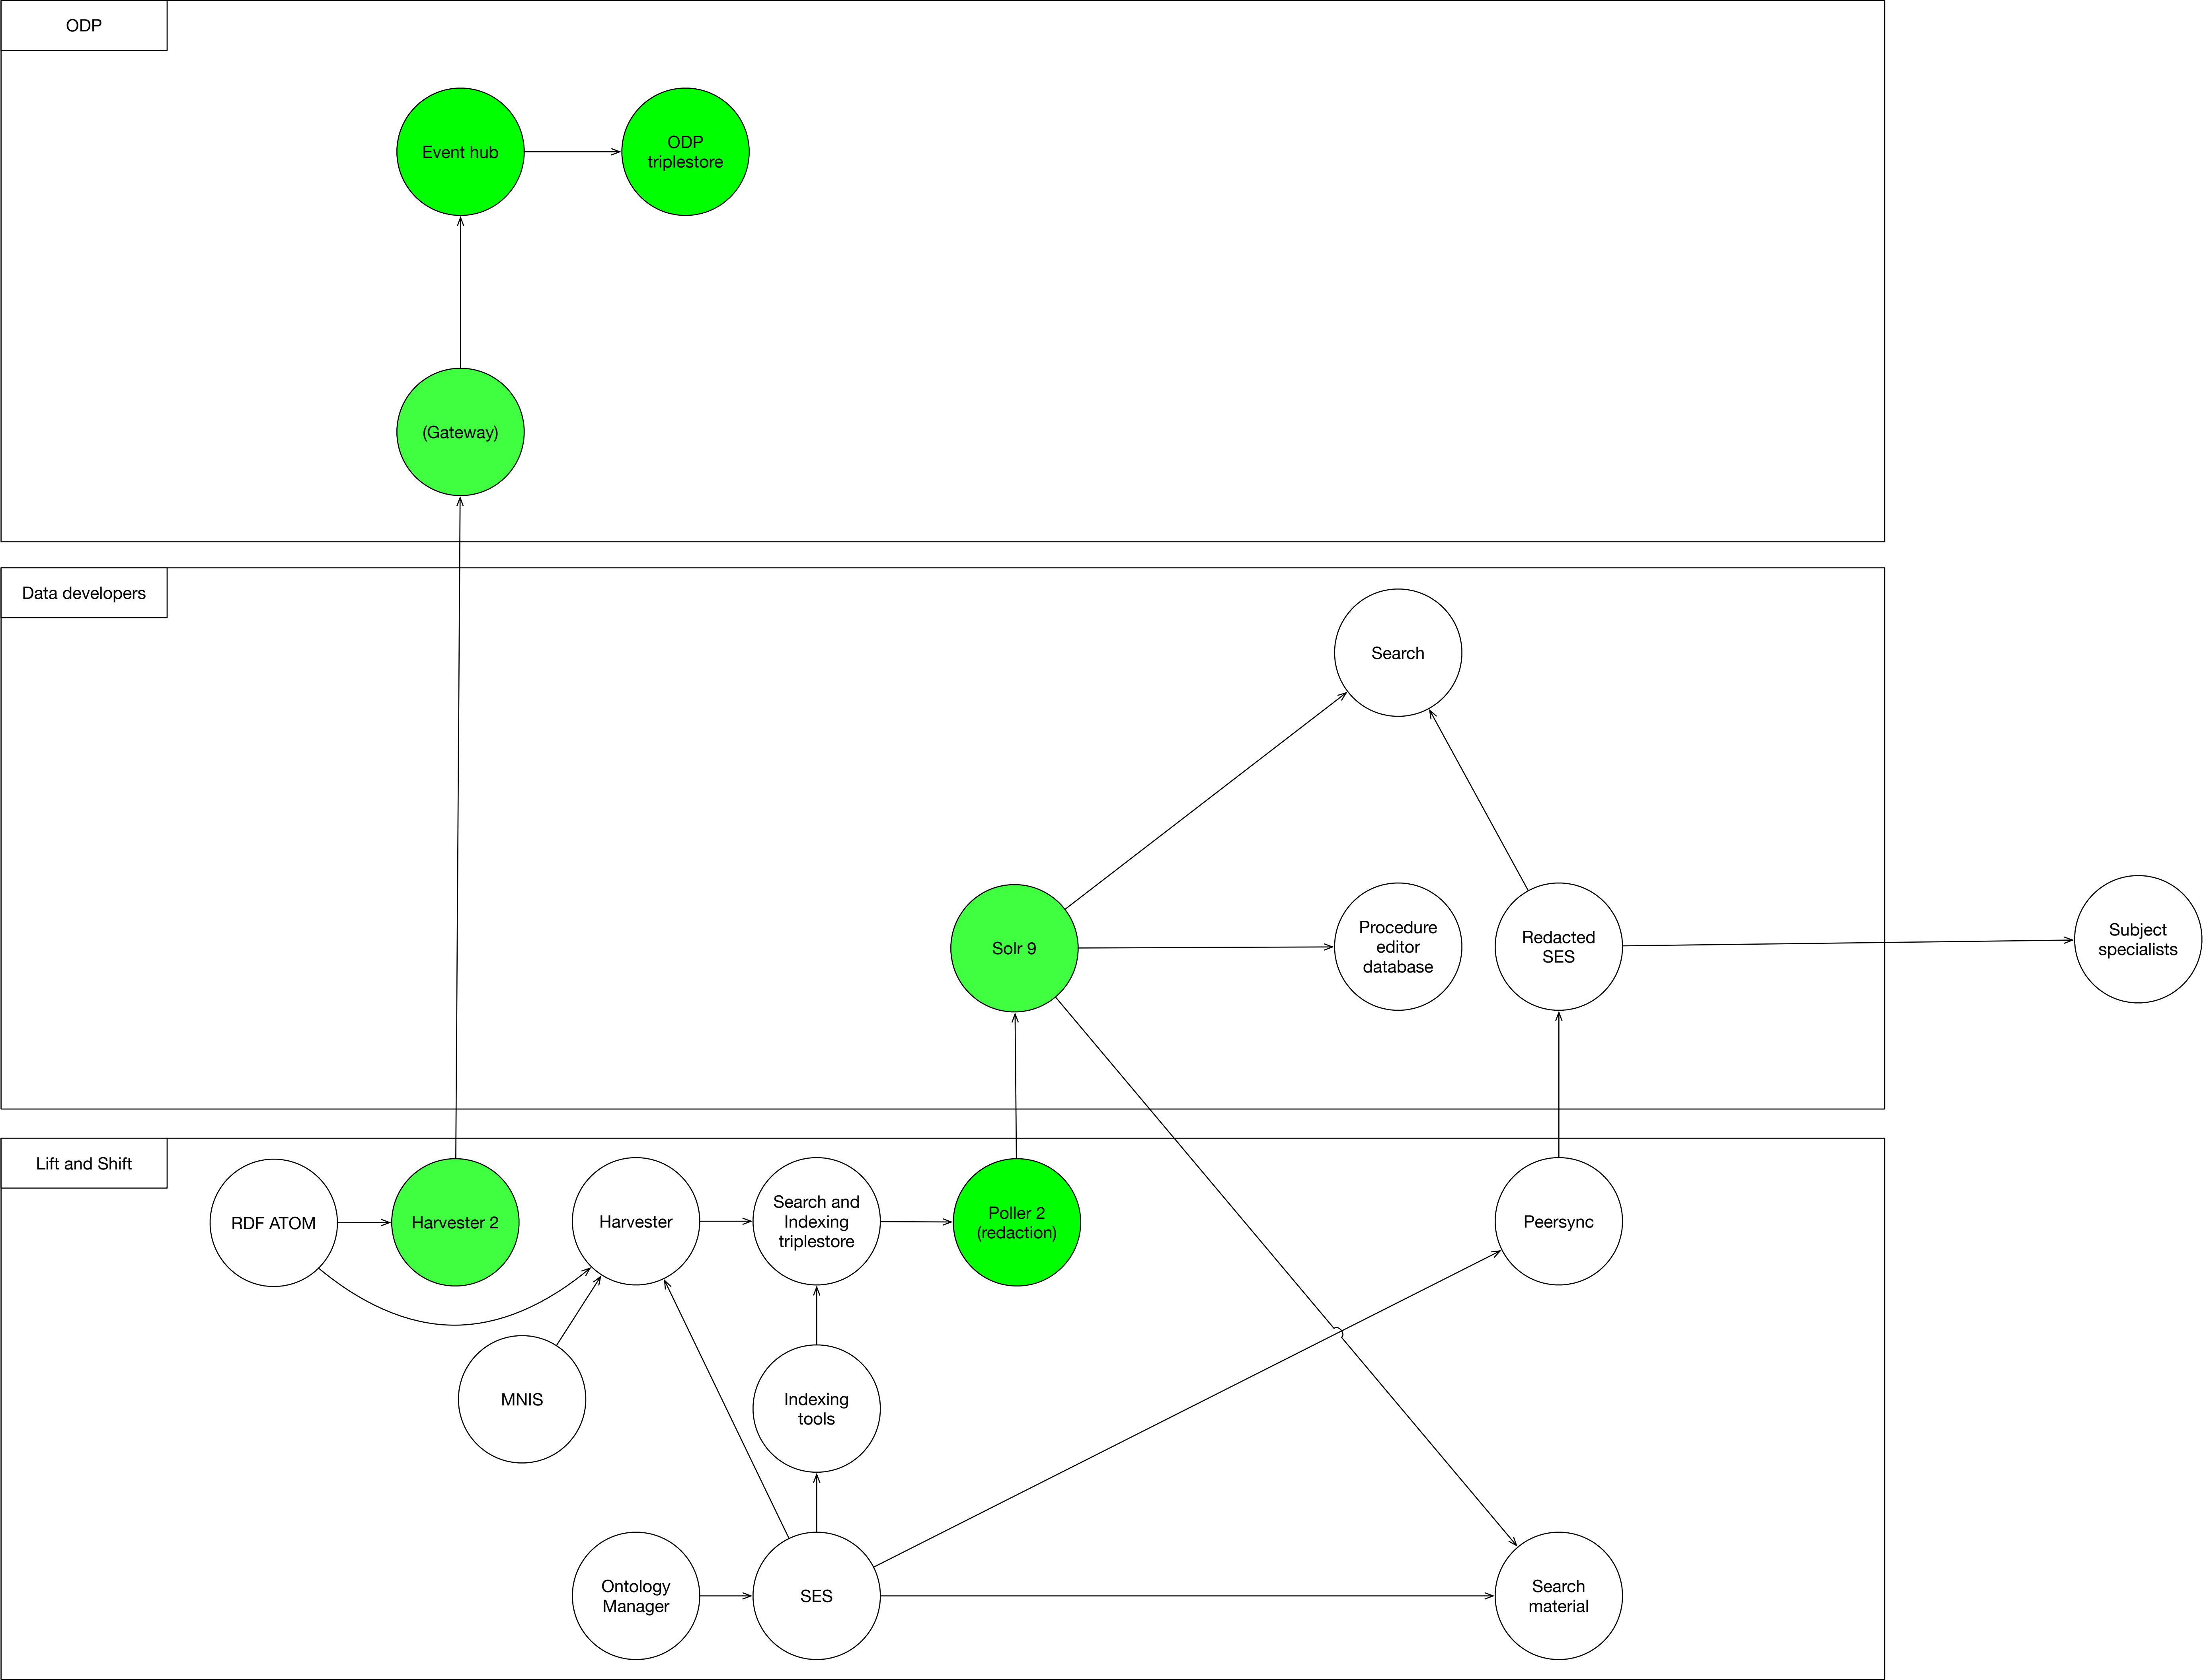 ODP
Event hub
ODP
triplestore
(Gateway)
Data developers
Search
Solr 9
Procedure
editor
database
Redacted
SES
Subject
specialists
Lift and Shift
RDF ATOM
Harvester 2
Harvester
Search and
Indexing
triplestore
Poller 2
(redaction)
Peersync
MNIS
Indexing
tools
Ontology
Manager
SES
Search
material